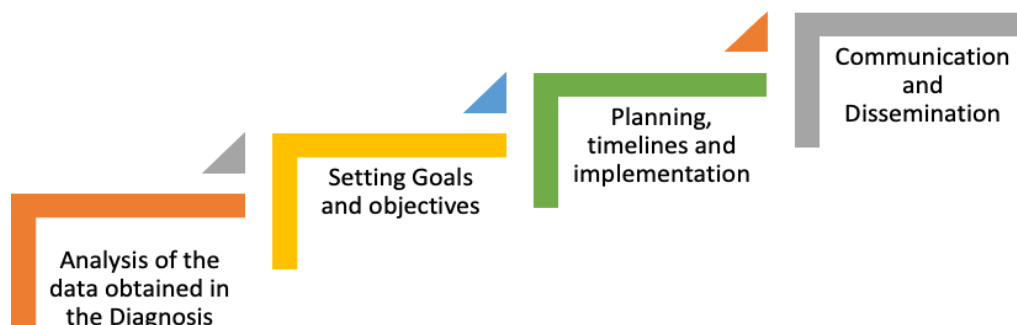 Analysis of the
data obtained in
the Diagnosis
Setting Goals
and objectives
Planning,
timelines and
implementation
Communication
and
Dissemination